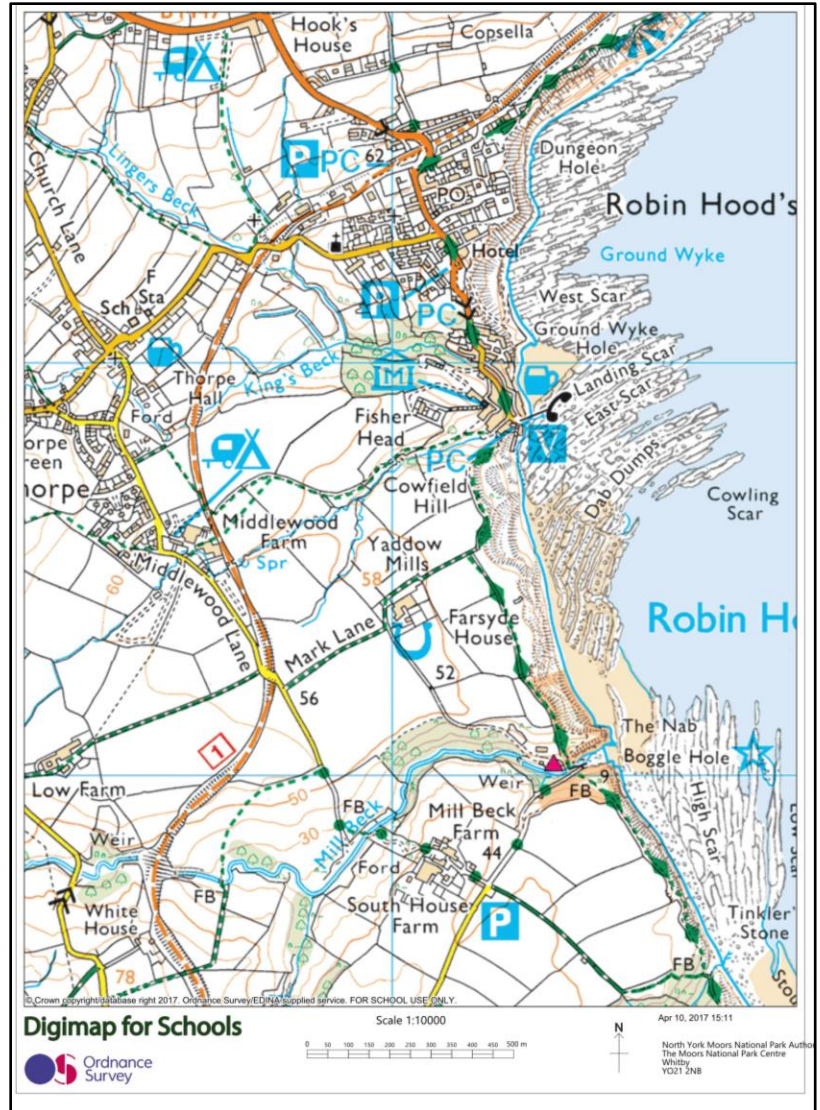 Hook's
House
Copsella
Lingers Beck
Church Lane
P PC 62
Dungeon
Hole
PO
Robin Hood's
Ground Wyke
Hotel
F
Sta
Sch
P
PC
West Scar
Ground Wyke
Hole
King's Beck
Thorpe
Hall
M
Landing Scar
East Scar
Ford
Fisher
Head
orpe
reen
horpe
PC
V
Dab Dumps
Cowling
Scar
Cowfield
Hill
Middlewood
Farm
Spr
Yaddow
Mills
60
58
Middlewood Lane
Mark Lane
Farsyde
House
Robin Ho
52
56
1
The Nab
Boggle Hole
Low Farm
Weir
9
50
FB
Mill Beck
Mill Beck
Farm
FB
High Scar
Low Scar
Weir
30
44
Ford
FB
White
House
South House
Farm
P
Tinkler'
Stone
78
FB
Stou
© Crown copyright/database right 2017. Ordnance Survey/EDINA supplied service. FOR SCHOOL USE ONLY.
Digimap for Schools
Scale 1:10000
Apr 10, 2017 15:11
0 50 100 150 200 250 300 350 400 450 500 m
N
Ordnance
Survey
North York Moors National Park Autho
The Moors National Park Centre
Whitby
YO21 2NB